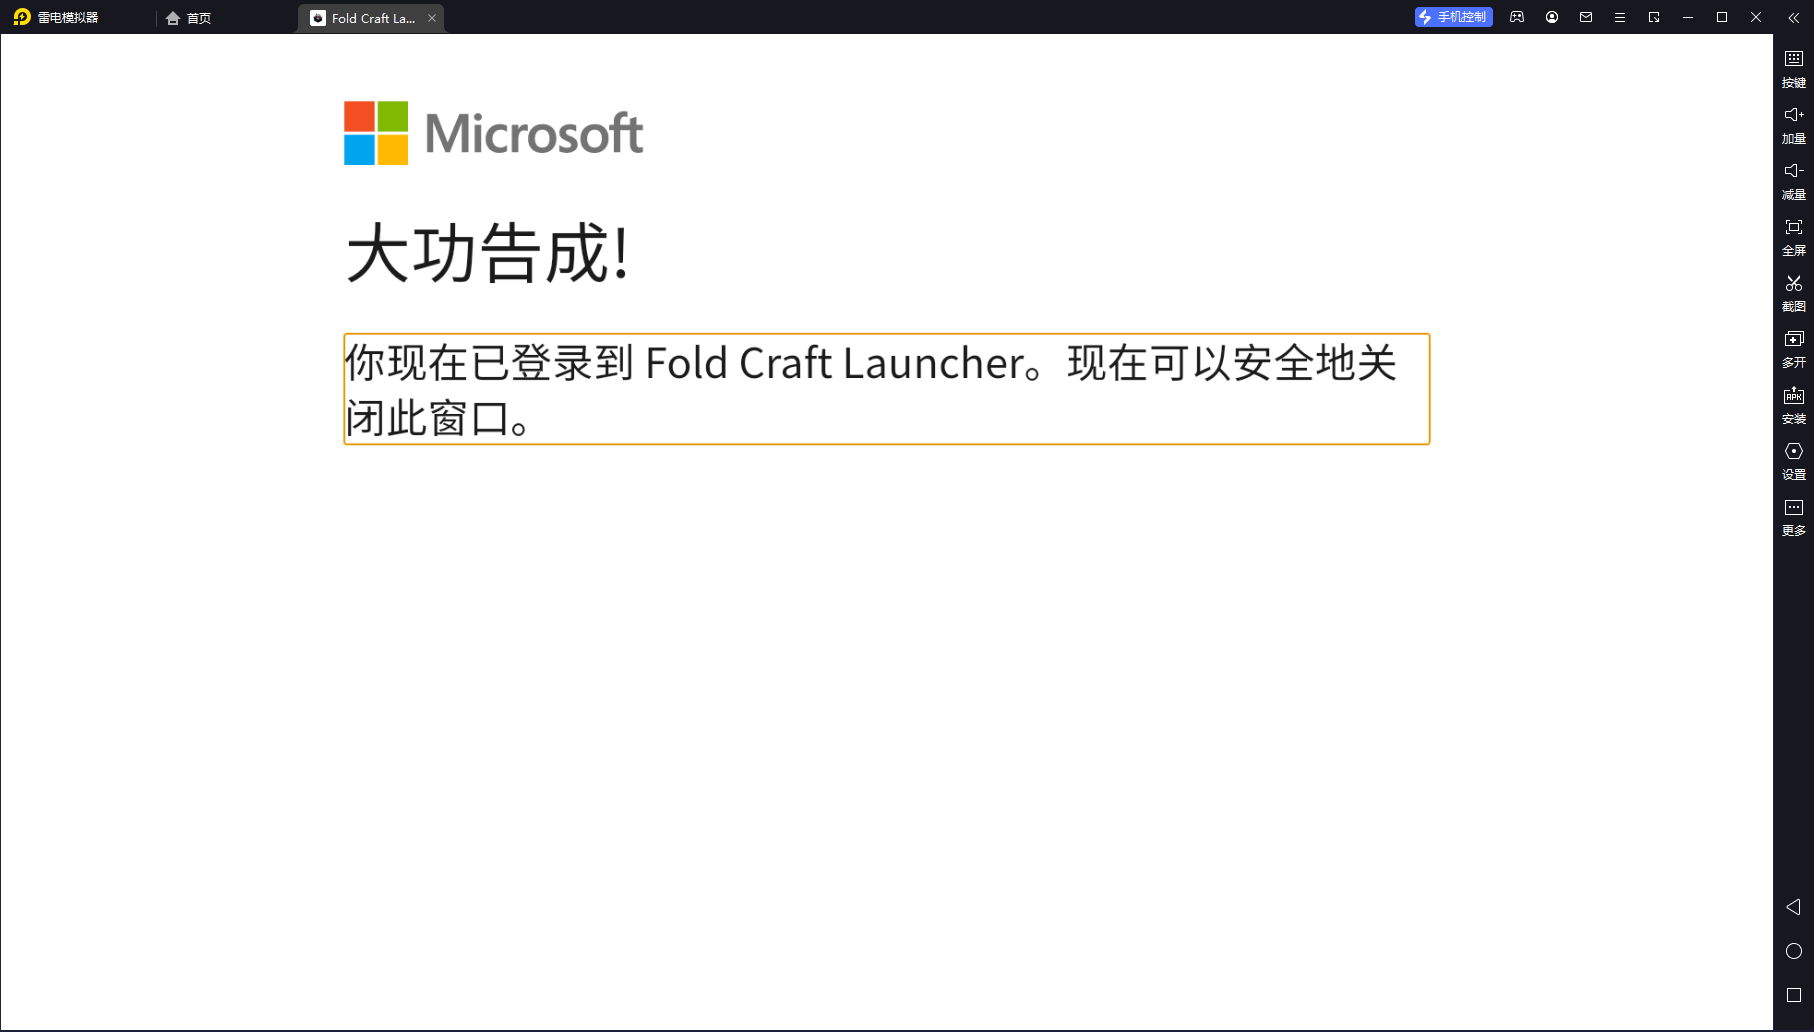 雷电模拟器
首页
Fold Craft La...
手机控制
Microsoft
大功告成!
你现在已登录到 Fold Craft Launcher。现在可以安全地关
闭此窗口。
按键
加量
减量
全屏
截图
多开
APK
安装
设置
更多